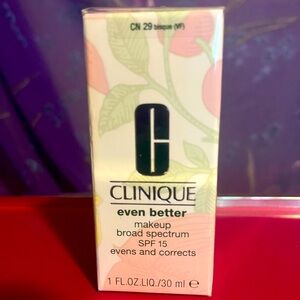 CN 29 bisque (VF)
CLINIQUE
even better
makeup
broad spectrum
SPF 15
evens and corrects
1 FL.OZ.LIQ./30 ml e